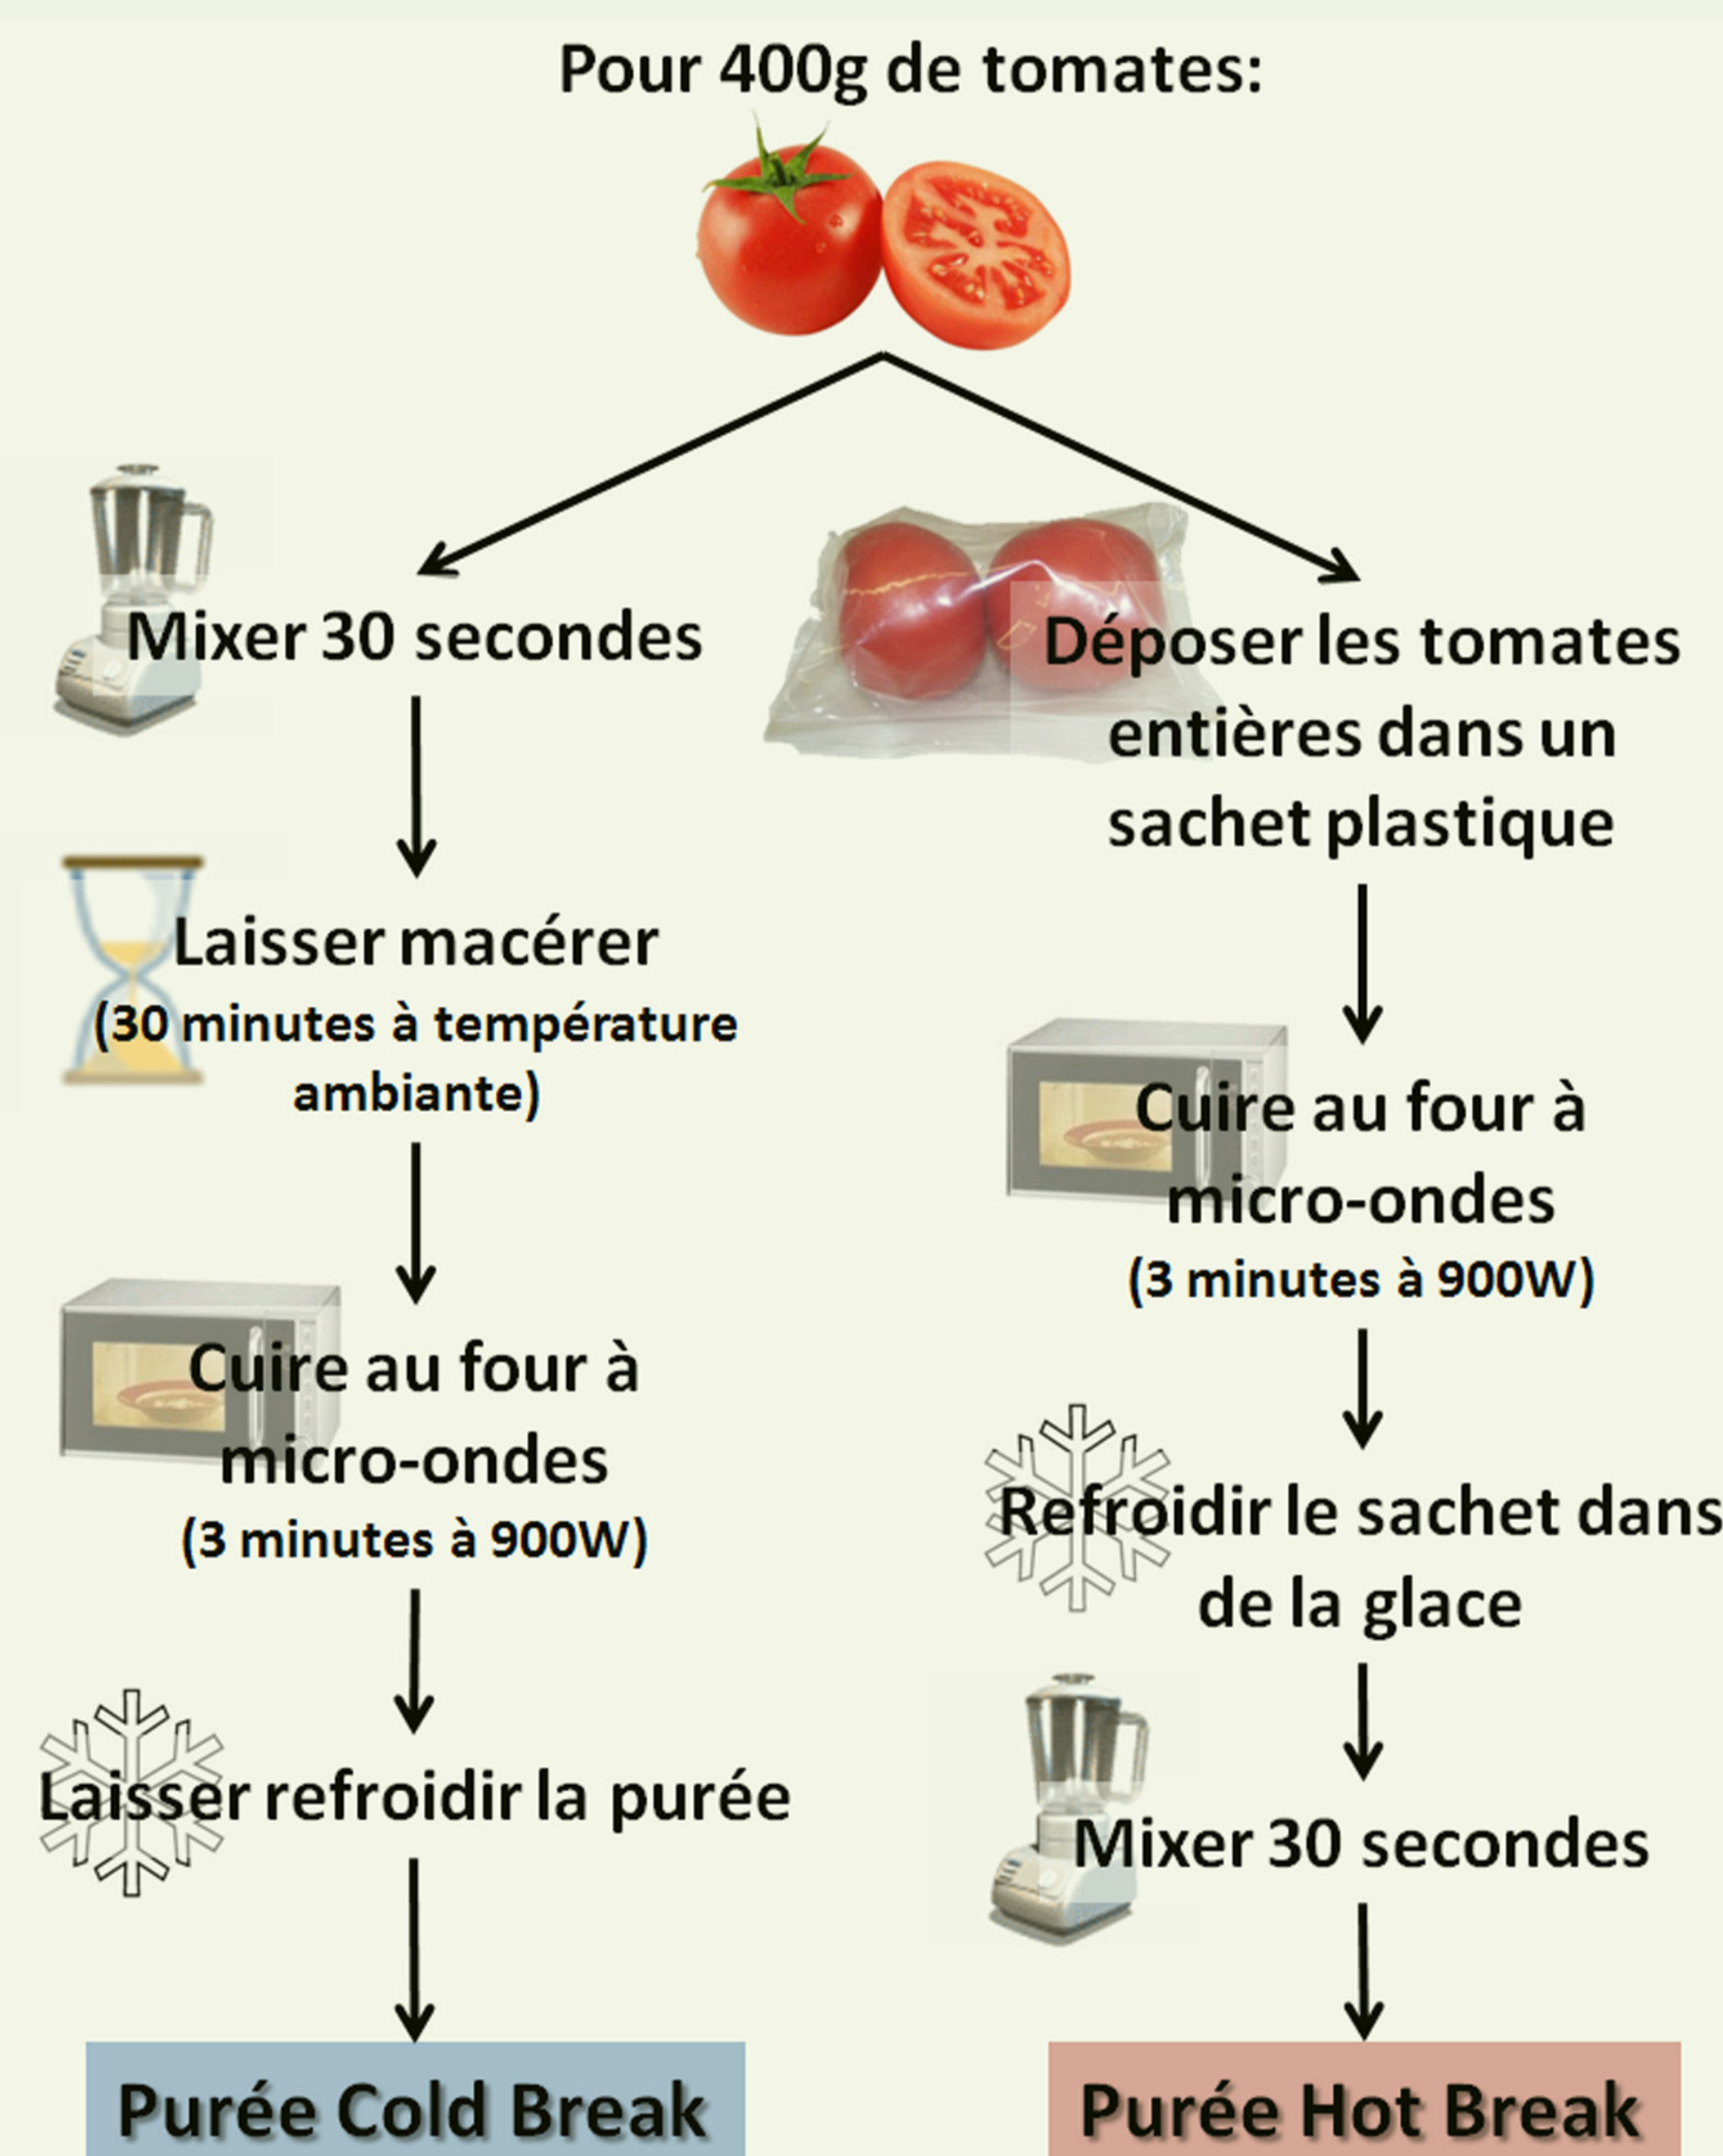 Pour 400g de tomates:
Mixer 30 secondes
Laisser macérer
(30 minutes à température
ambiante)
Cuire au four à
micro-ondes
(3 minutes à 900W)
Laisser refroidir la purée
Purée Cold Break
Déposer les tomates
entières dans un
sachet plastique
Cuire au four à
micro-ondes
(3 minutes à 900W)
Refroidir le sachet dans
de la glace
Mixer 30 secondes
Purée Hot Break